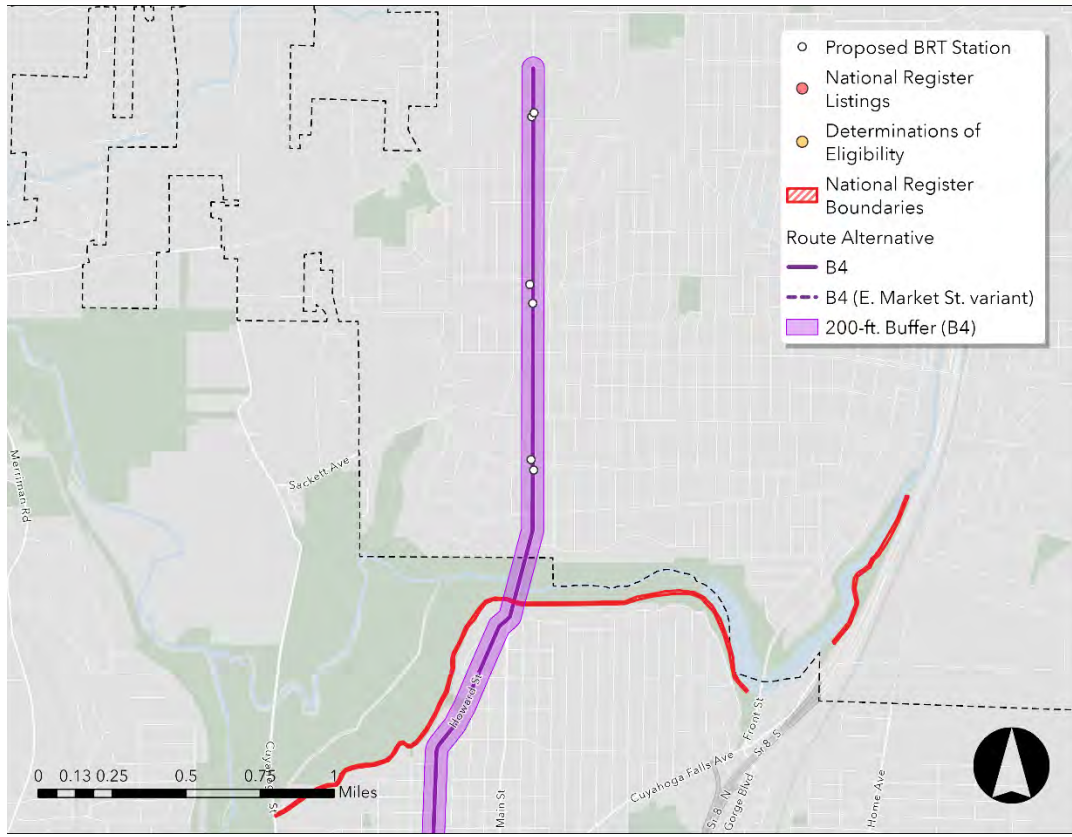 Proposed BRT Station
National Register
Listings
Determinations of
Eligibility
National Register
Boundaries
Route Alternative
B4
B4 (E. Market St. variant)
200-ft. Buffer (B4)
Merriman Rd
Sackett Ave
Howard St
Cuyahoga St
Main St
Front St
Cuyahoga Falls Ave
Sr 8 S
Sr 8 N
Gorge Blvd
Home Ave
0 0.13 0.25 0.5 0.75 1
Miles